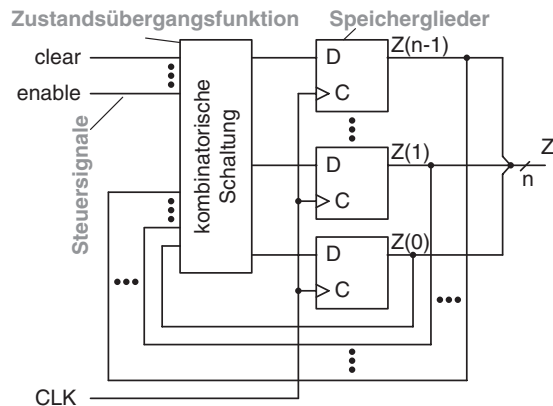 Zustandsübergangsfunktion
Speicherglieder
clear
enable
Steuersignale
kombinatorische
Schaltung
D
C
Z(n-1)
D
C
Z(1)
D
C
Z(0)
Z
n
CLK